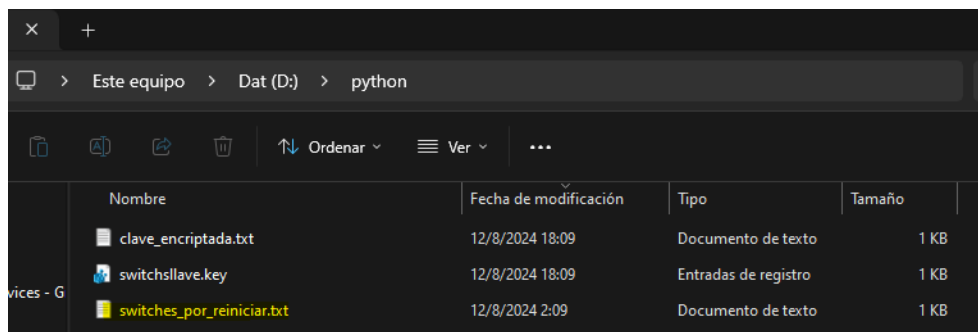 Este equipo > Dat (D:) > python
Ordenar Ver
Nombre Fecha de modificación Tipo Tamaño
clave_encriptada.txt 12/8/2024 18:09 Documento de texto 1 KB
switchsllave.key 12/8/2024 18:09 Entradas de registro 1 KB
vices - G
switches_por_reiniciar.txt 12/8/2024 2:09 Documento de texto 1 KB